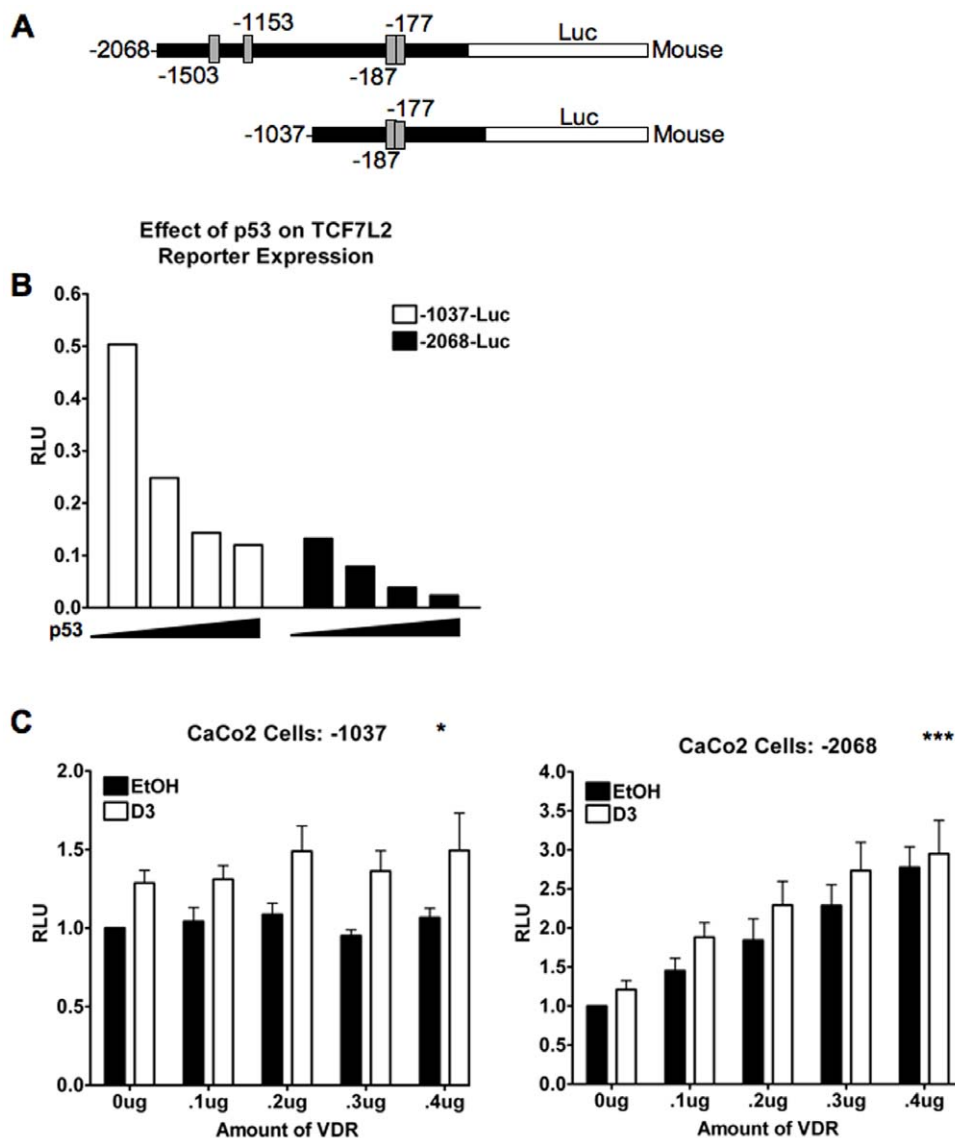 A
-1153
-177
Luc
-2068
Mouse
-1503
-187
-177
Luc
-1037
Mouse
-187
Effect of p53 on TCF7L2
Reporter Expression
B
0.6
0.5
0.4
0.3
0.2
0.1
0.0
RLU
-1037-Luc
-2068-Luc
p53
C
CaCo2 Cells: -1037 *
EtOH
D3
2.0
1.5
1.0
0.5
0.0
RLU
0ug .1ug .2ug .3ug .4ug
Amount of VDR
CaCo2 Cells: -2068 ***
EtOH
D3
4.0
3.5
3.0
2.5
2.0
1.5
1.0
0.5
0.0
RLU
0ug .1ug .2ug .3ug .4ug
Amount of VDR